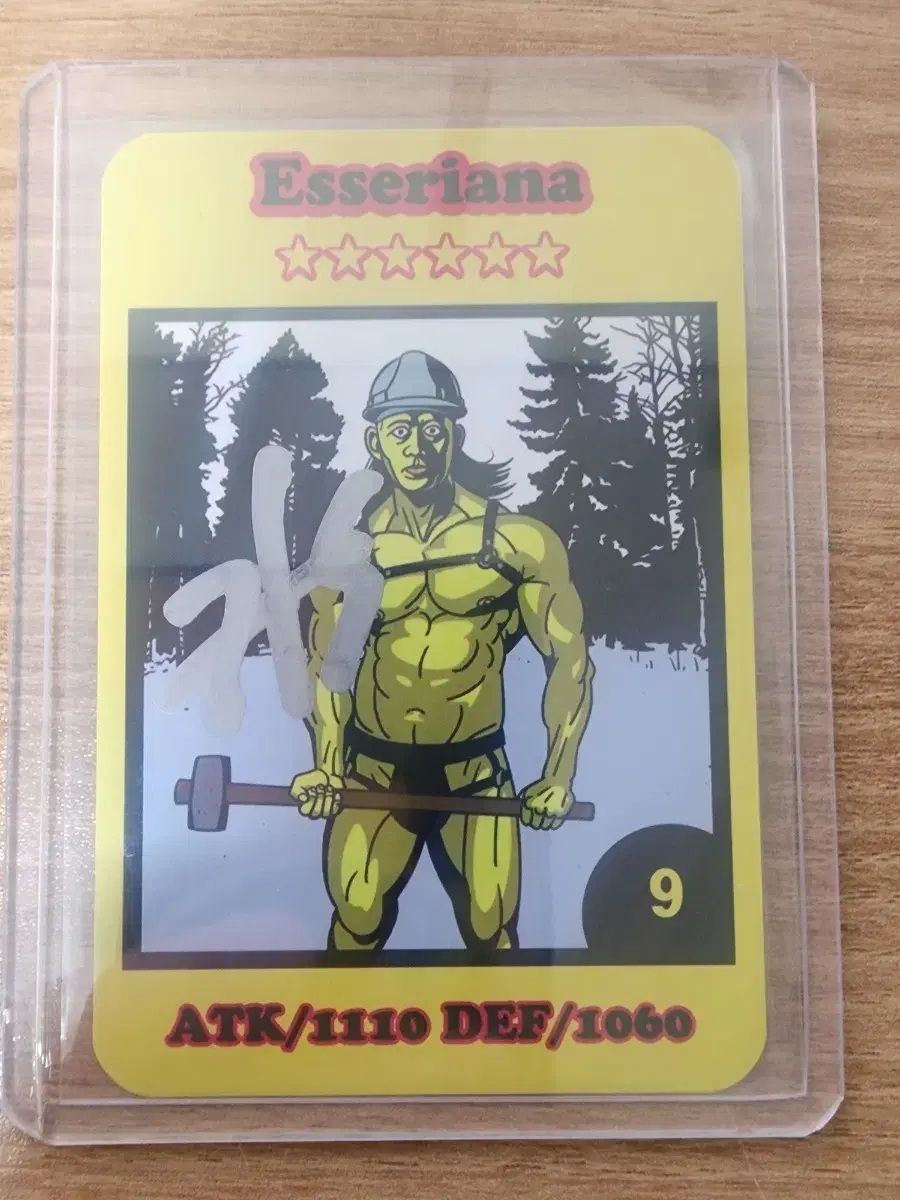 Esseriana
9
ATK/1110 DEF/1060